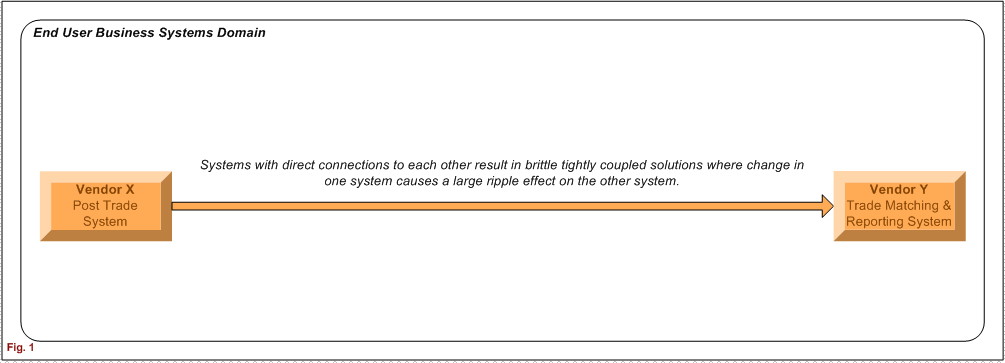 End User Business Systems Domain
Systems with direct connections to each other result in brittle tightly coupled solutions where change in
one system causes a large ripple effect on the other system.
Vendor X
Post Trade
System
Vendor Y
Trade Matching &
Reporting System
Fig. 1